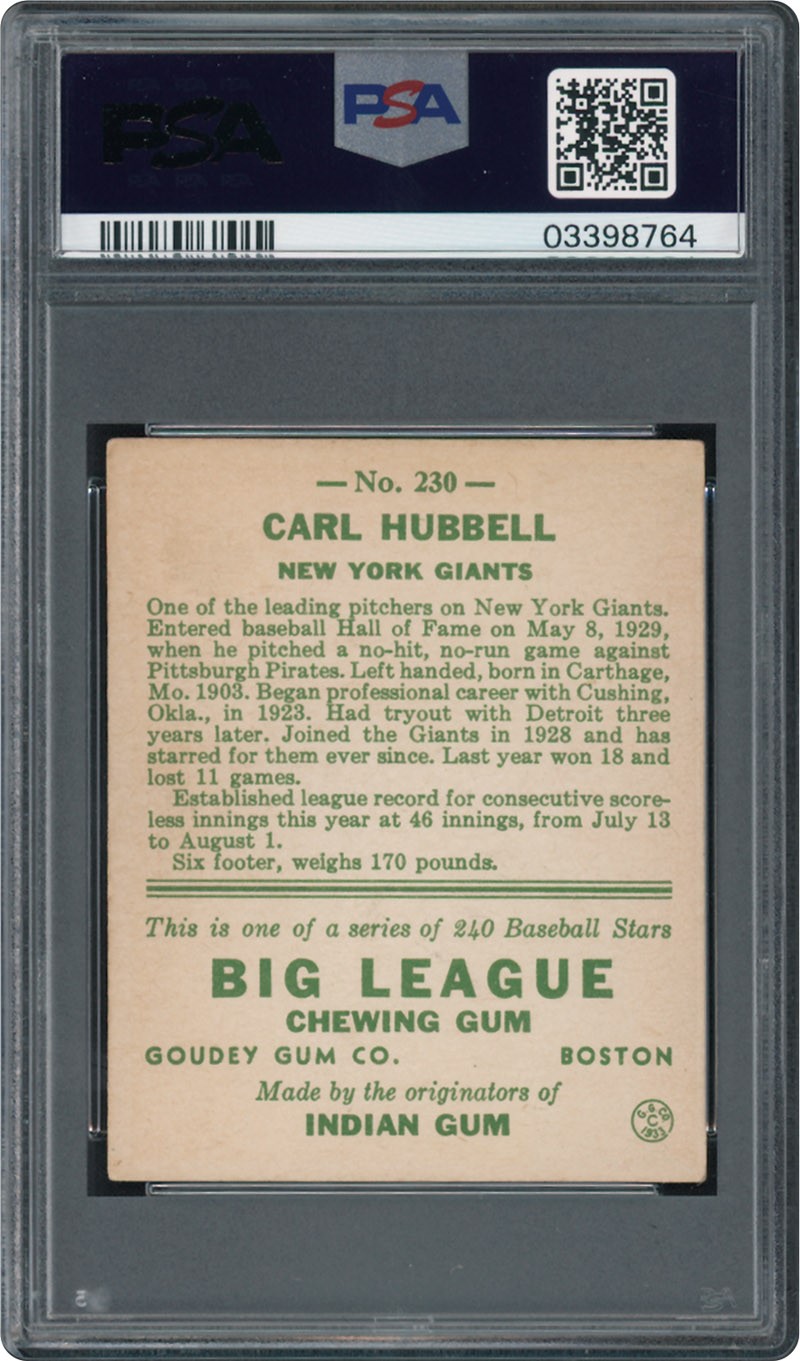 PSA
PSA
03398764
— No. 230 —
CARL HUBBELL
NEW YORK GIANTS
One of the leading pitchers on New York Giants.
Entered baseball Hall of Fame on May 8, 1929,
when he pitched a no-hit, no-run game against
Pittsburgh Pirates. Left handed, born in Carthage,
Mo. 1903. Began professional career with Cushing,
Okla., in 1923. Had tryout with Detroit three
years later. Joined the Giants in 1928 and has
starred for them ever since. Last year won 18 and
lost 11 games.
Established league record for consecutive score-
less innings this year at 46 innings, from July 13
to August 1.
Six footer, weighs 170 pounds.
This is one of a series of 240 Baseball Stars
BIG LEAGUE
CHEWING GUM
GOUDEY GUM CO. BOSTON
Made by the originators of
INDIAN GUM
G. G. CO.
C
1933